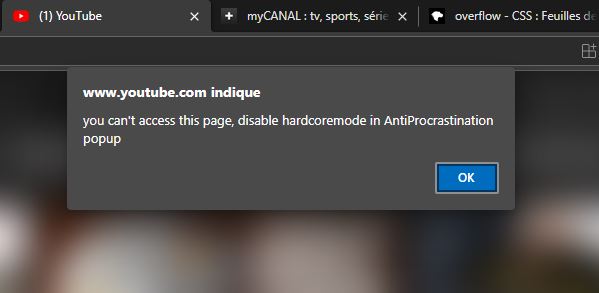 (1) YouTube
myCANAL : tv, sports, série
overflow - CSS : Feuilles de
www.youtube.com indique
you can't access this page, disable hardcoremode in AntiProcrastination
popup
OK